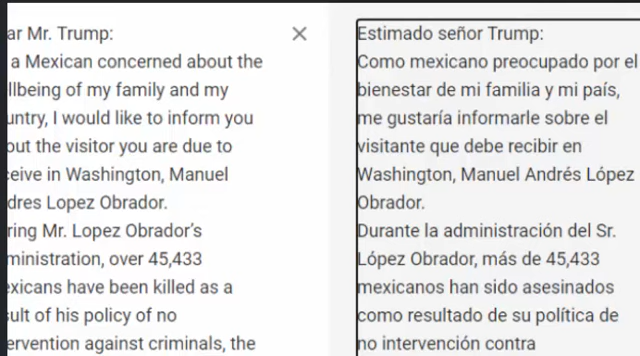 ar Mr. Trump:
a Mexican concerned about the
llbeing of my family and my
untry, I would like to inform you
out the visitor you are due to
ceive in Washington, Manuel
dres Lopez Obrador.
ring Mr. Lopez Obrador's
ministration, over 45,433
exicans have been killed as a
sult of his policy of no
ervention against criminals, the
Estimado señor Trump:
Como mexicano preocupado por el
bienestar de mi familia y mi país,
me gustaría informarle sobre el
visitante que debe recibir en
Washington, Manuel Andrés López
Obrador.
Durante la administración del Sr.
López Obrador, más de 45,433
mexicanos han sido asesinados
como resultado de su política de
no intervención contra